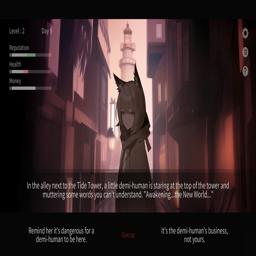 Level : 2 Day 9
Reputation
Health
Money
In the alley next to the Tide Tower, a little demi-human is staring at the top of the tower and
muttering some words you can't understand. "Awakening...the New World..."
Remind her it's dangerous for a
demi-human to be here.
It's the demi-human's business,
not yours.